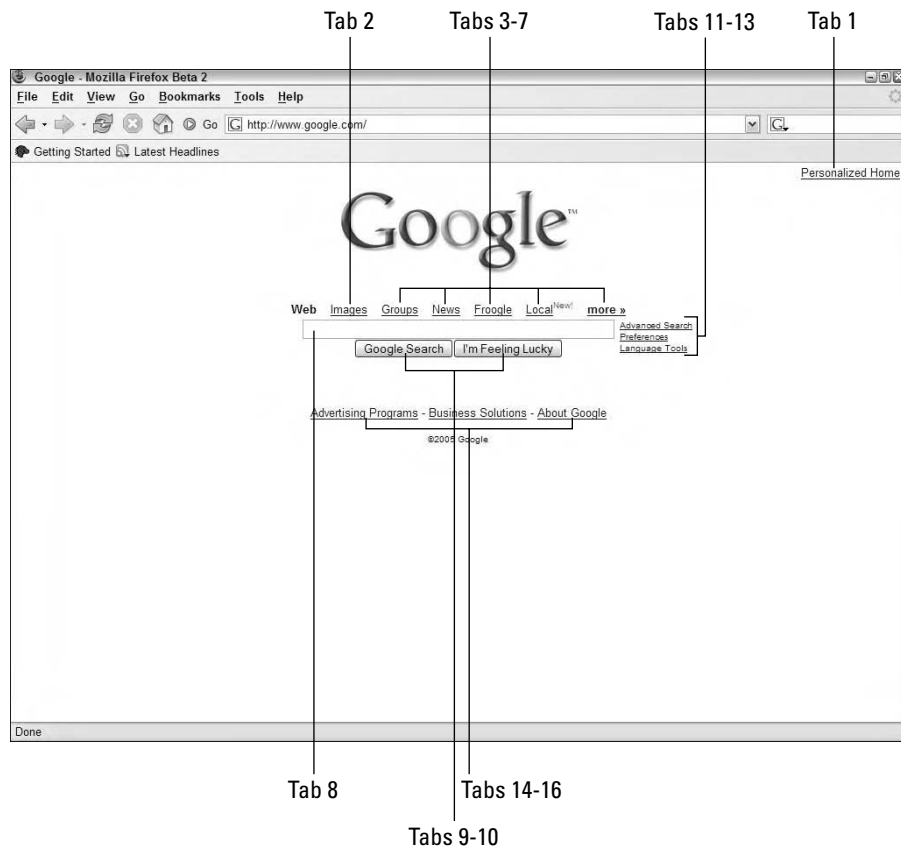 Tab 2 Tabs 3-7 Tabs 11-13 Tab 1
Google - Mozilla Firefox Beta 2
File Edit View Go Bookmarks Tools Help
Go G http://www.google.com/ G
Getting Started Latest Headlines
Personalized Home
Google™
Web Images Groups News Froogle Local New! more »
Advanced Search
Preferences
Language Tools
Google Search I'm Feeling Lucky
Advertising Programs - Business Solutions - About Google
©2005 Google
Done
Tab 8 Tabs 14-16
Tabs 9-10